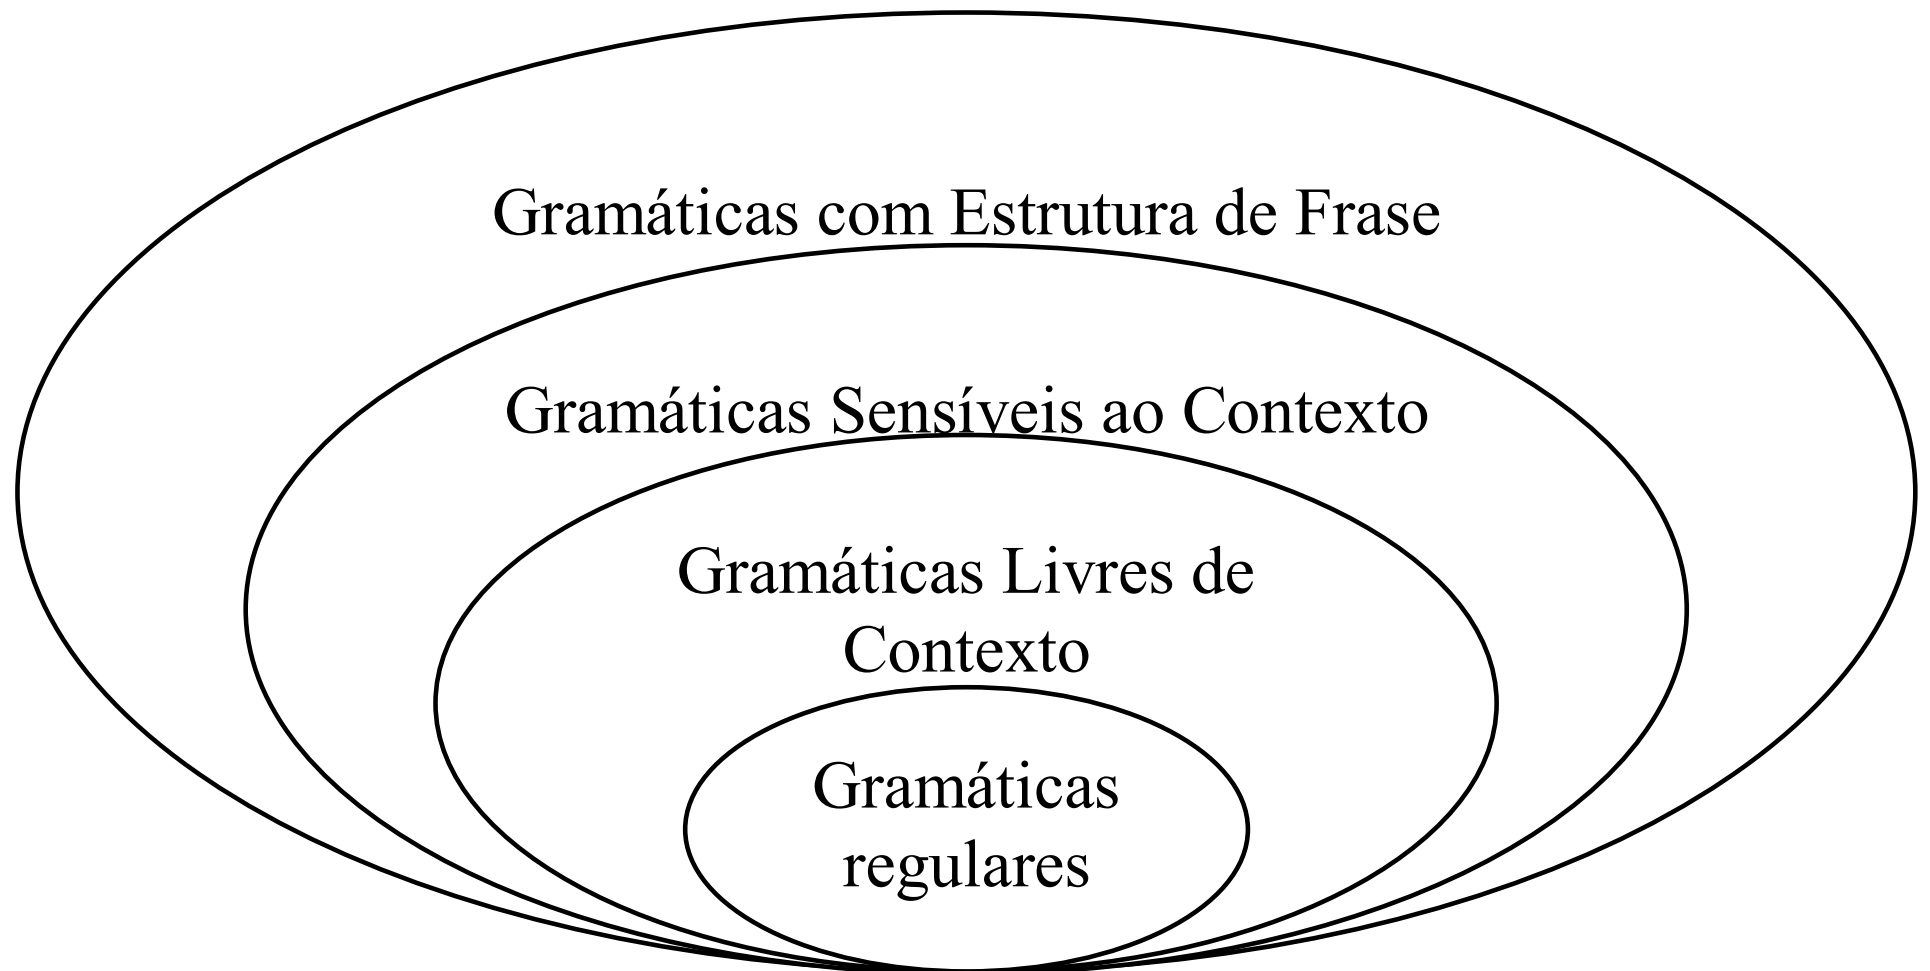 Gramáticas com Estrutura de Frase
Gramáticas Sensíveis ao Contexto
Gramáticas Livres de
Contexto
Gramáticas
regulares